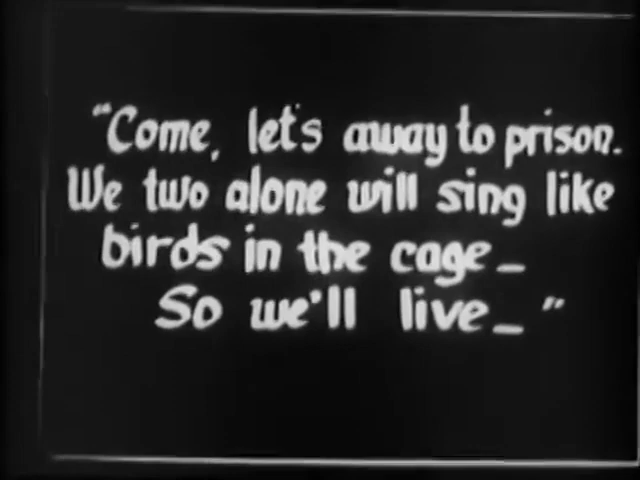 "Come, let's away to prison.
We two alone will sing like
birds in the cage_
So we'll live_"